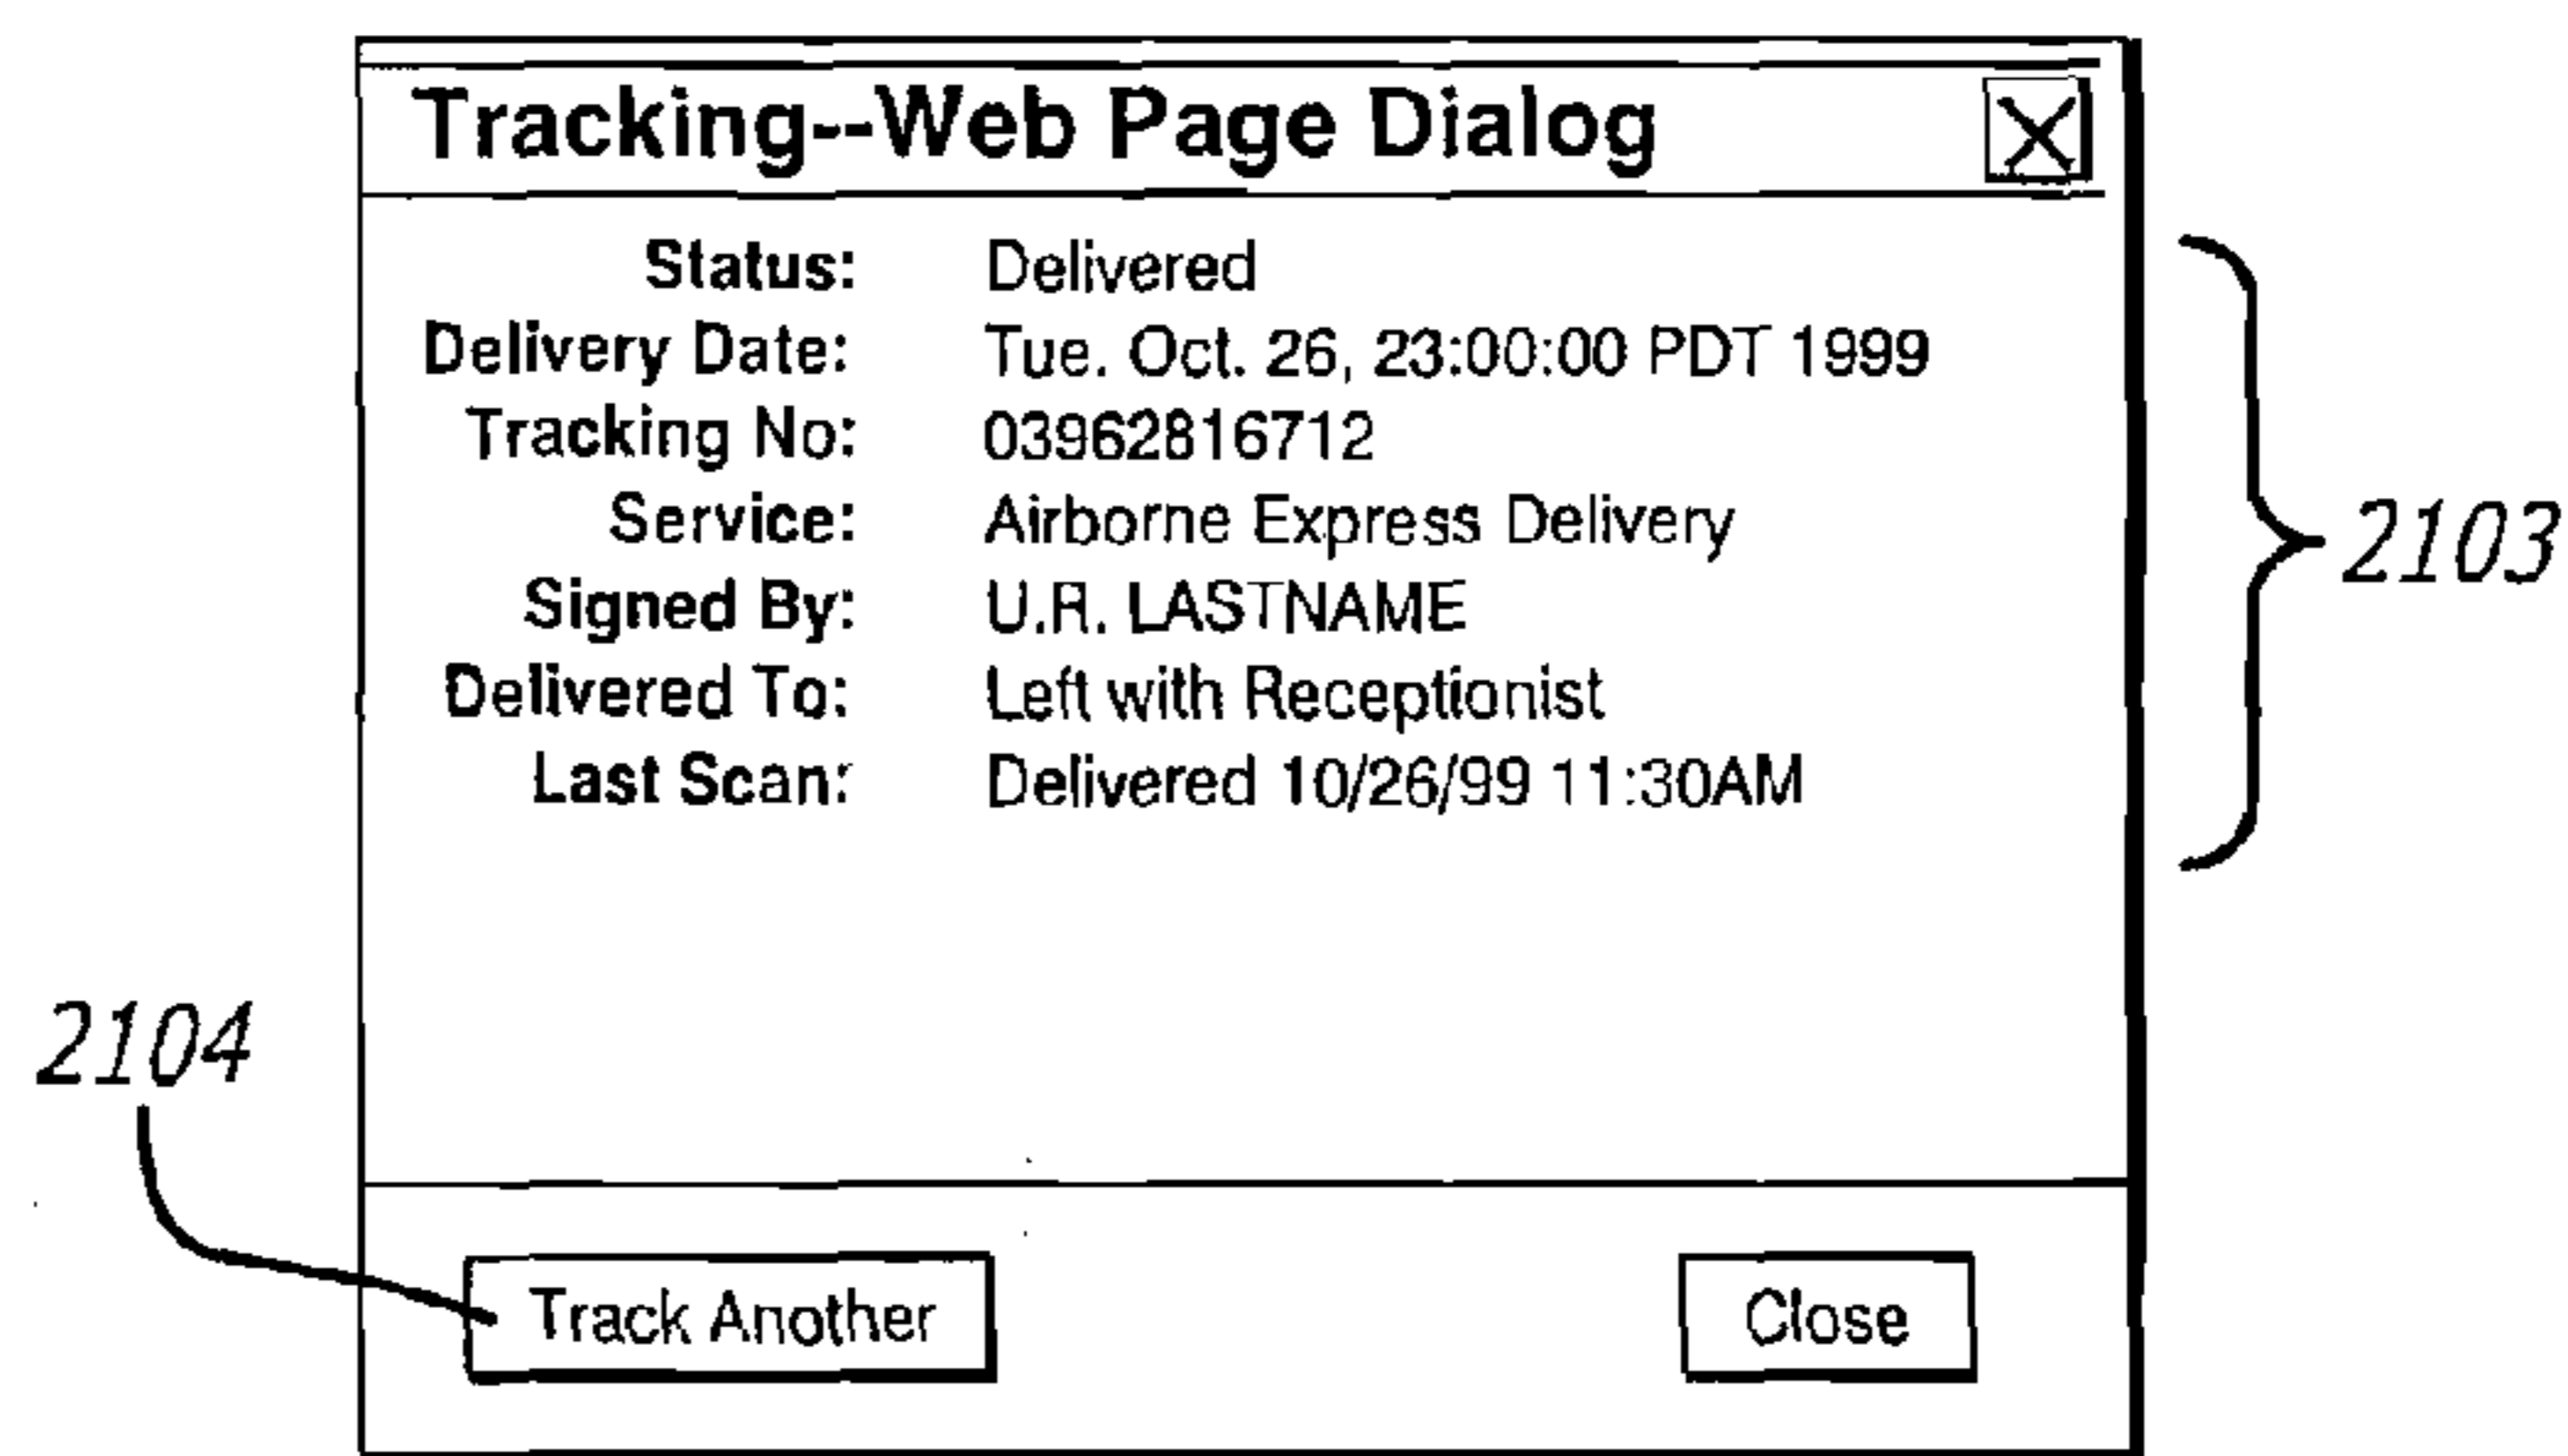 Tracking--Web Page Dialog
Status: Delivered
Delivery Date: Tue. Oct. 26, 23:00:00 PDT 1999
Tracking No: 03962816712
Service: Airborne Express Delivery
Signed By: U.R. LASTNAME
Delivered To: Left with Receptionist
Last Scan: Delivered 10/26/99 11:30AM
2103
2104
Track Another Close